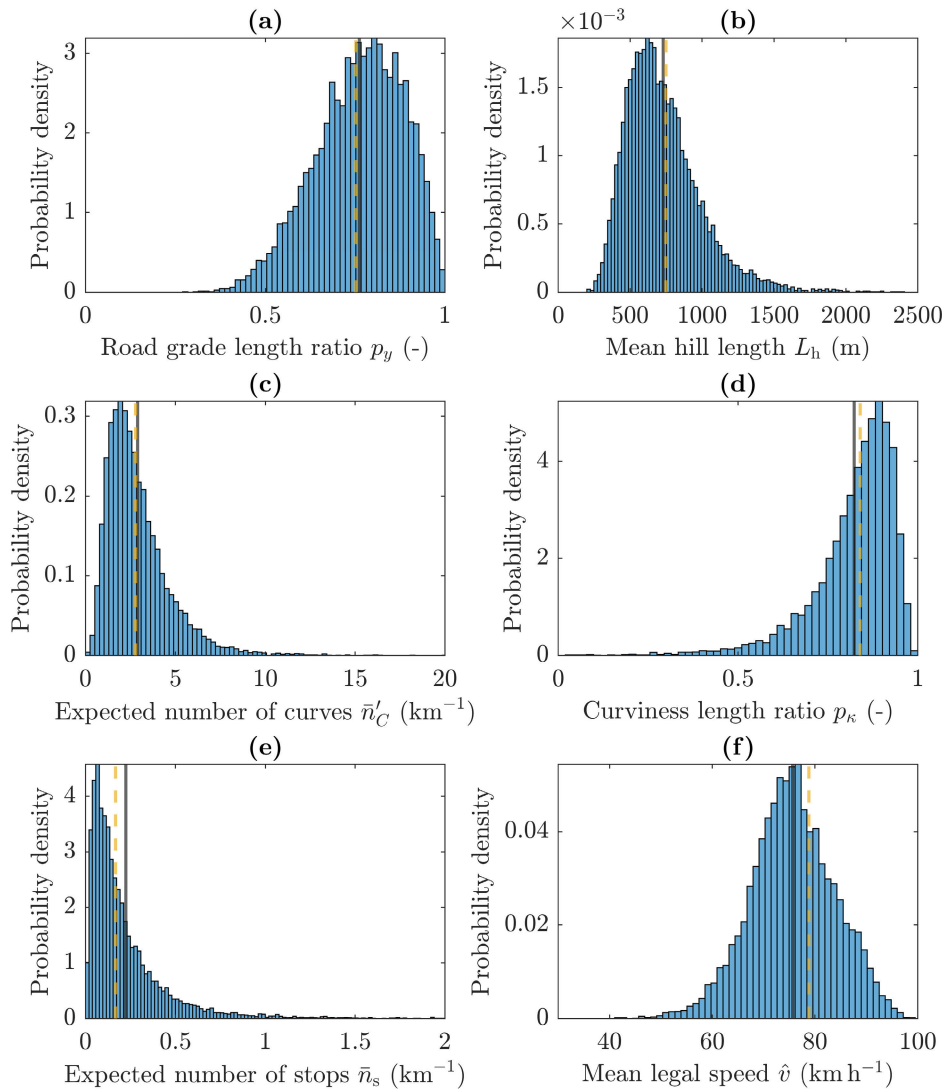 (a)
3
2
1
0
0
0.5
1
Probability density
Road grade length ratio p_y (-)
(b)
×10⁻³
1.5
1
0.5
0
0
500
1000
1500
2000
2500
Probability density
Mean hill length L_h (m)
(c)
0.3
0.2
0.1
0
0
5
10
15
20
Probability density
Expected number of curves n̄′_C (km⁻¹)
(d)
4
2
0
0
0.5
1
Probability density
Curviness length ratio p_κ (-)
(e)
4
3
2
1
0
0
0.5
1
1.5
2
Probability density
Expected number of stops n̄_s (km⁻¹)
(f)
0.04
0.02
0
40
60
80
100
Probability density
Mean legal speed v̂ (km h⁻¹)